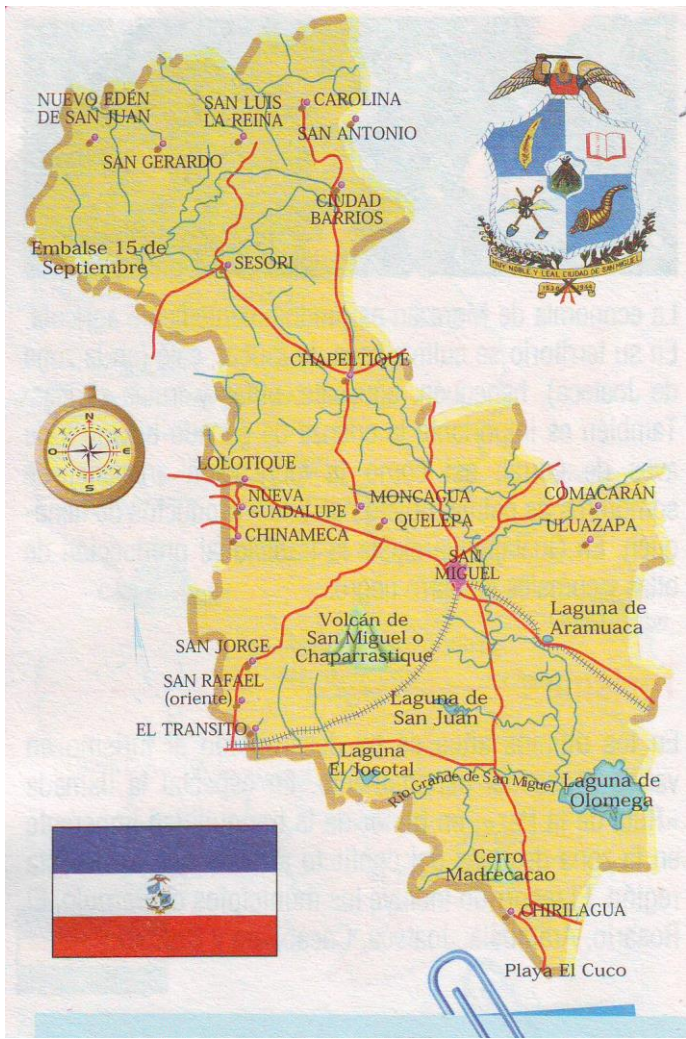 NUEVO EDÉN
DE SAN JUAN
SAN LUIS
LA REINA
CAROLINA
SAN ANTONIO
SAN GERARDO
CIUDAD
BARRIOS
MUY NOBLE Y LEAL CIUDAD DE SAN MIGUEL
Embalse 15 de
Septiembre
SESORI
CHAPELTIQUE
N
O
E
S
LOLOTIQUE
NUEVA
GUADALUPE
CHINAMECA
MONCAGUA
QUELEPA
COMACARÁN
ULUAZAPA
SAN
MIGUEL
Volcán de
San Miguel o
Chaparrastique
Laguna de
Aramuaca
SAN JORGE
SAN RAFAEL
(oriente)
EL TRANSITO
Laguna de
San Juan
Laguna
El Jocotal
Río Grande de San Miguel
Laguna de
Olomega
Cerro
Madrecacao
CHIRILAGUA
Playa El Cuco